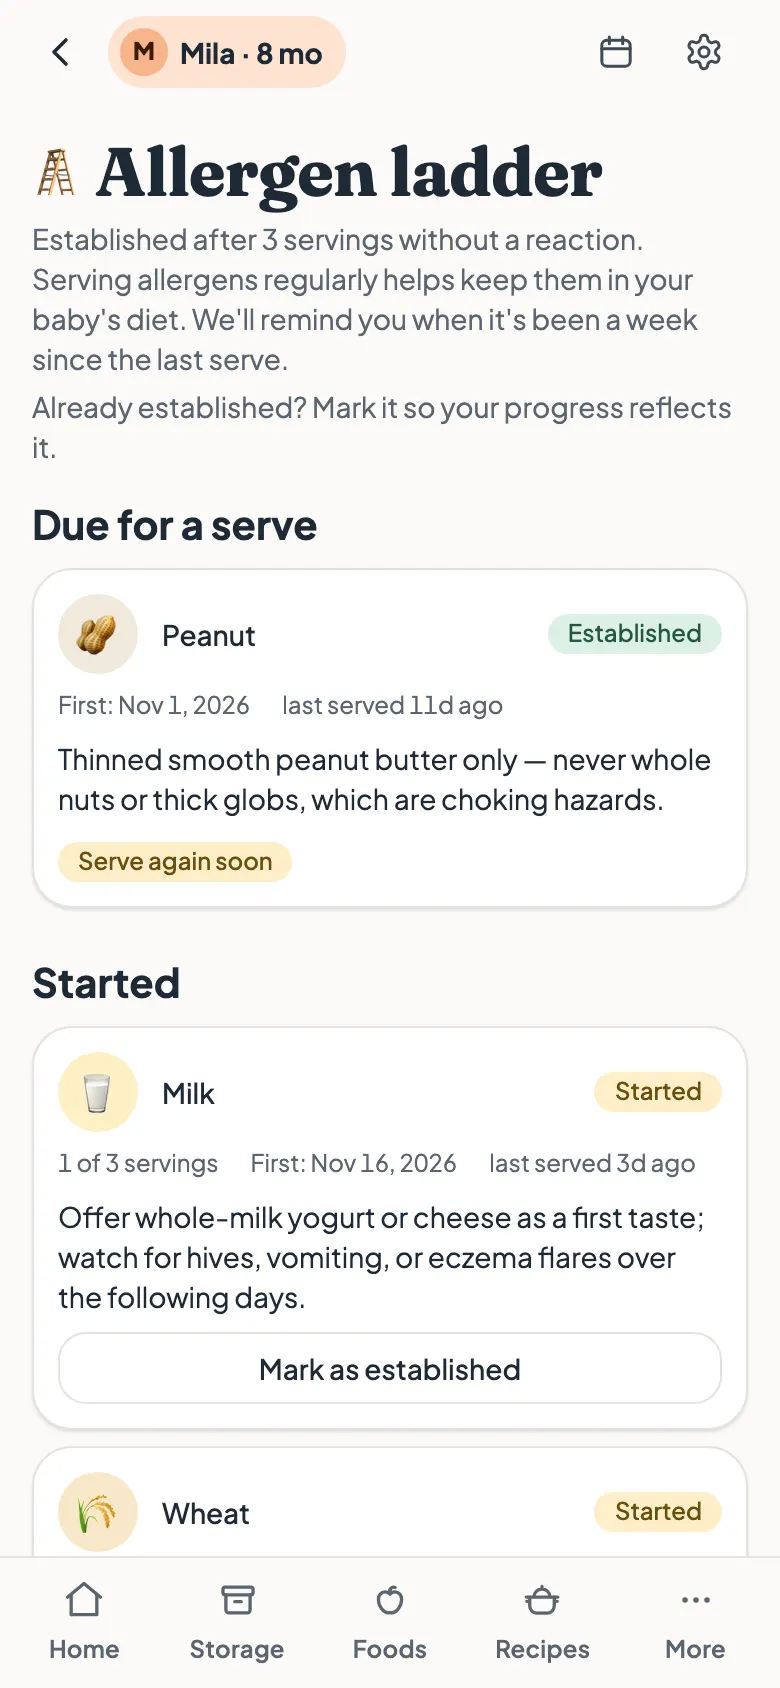 M Mila · 8 mo
Allergen ladder
Established after 3 servings without a reaction.
Serving allergens regularly helps keep them in your
baby's diet. We'll remind you when it's been a week
since the last serve.
Already established? Mark it so your progress reflects
it.
Due for a serve
Peanut Established
First: Nov 1, 2026 last served 11d ago
Thinned smooth peanut butter only — never whole
nuts or thick globs, which are choking hazards.
Serve again soon
Started
Milk Started
1 of 3 servings First: Nov 16, 2026 last served 3d ago
Offer whole-milk yogurt or cheese as a first taste;
watch for hives, vomiting, or eczema flares over
the following days.
Mark as established
Wheat Started
Home Storage Foods Recipes More